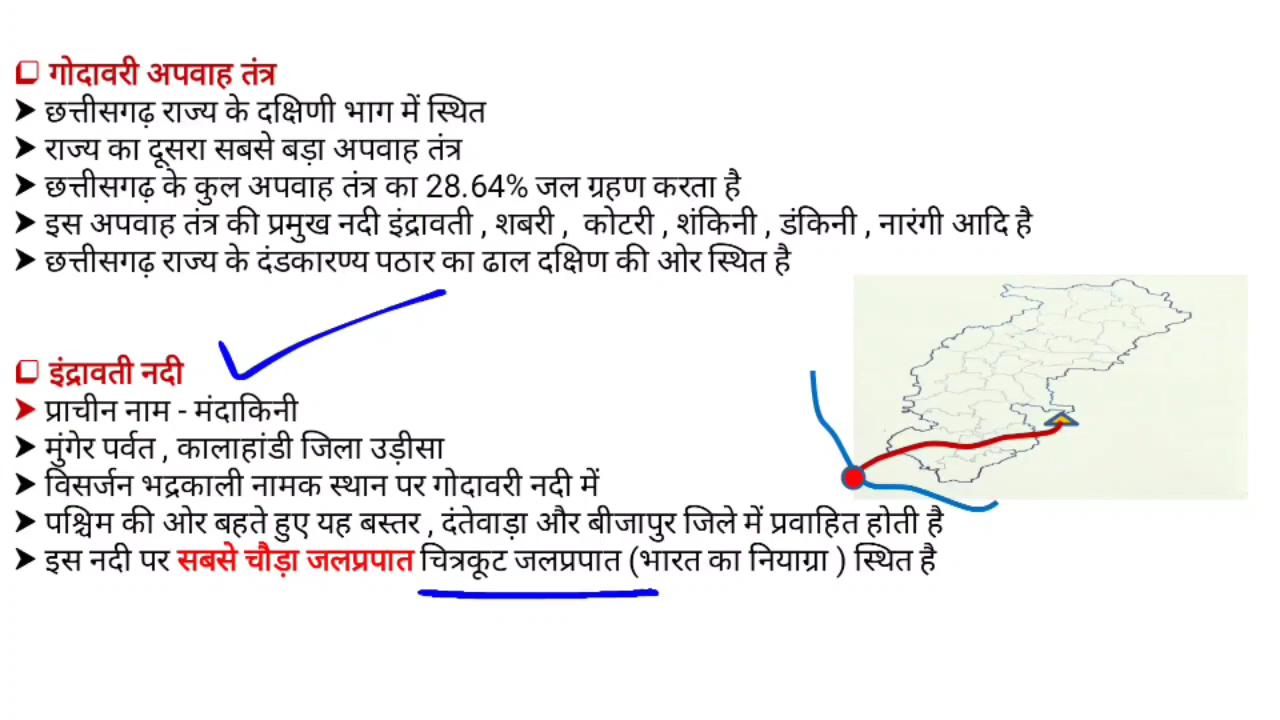 गोदावरी अपवाह तंत्र
छत्तीसगढ़ राज्य के दक्षिणी भाग में स्थित
राज्य का दूसरा सबसे बड़ा अपवाह तंत्र
छत्तीसगढ़ के कुल अपवाह तंत्र का 28.64% जल ग्रहण करता है
इस अपवाह तंत्र की प्रमुख नदी इंद्रावती , शबरी , कोटरी , शंकिनी , डंकिनी , नारंगी आदि है
छत्तीसगढ़ राज्य के दंडकारण्य पठार का ढाल दक्षिण की ओर स्थित है
इंद्रावती नदी
प्राचीन नाम - मंदाकिनी
मुंगेर पर्वत , कालाहांडी जिला उड़ीसा
विसर्जन भद्रकाली नामक स्थान पर गोदावरी नदी में
पश्चिम की ओर बहते हुए यह बस्तर , दंतेवाड़ा और बीजापुर जिले में प्रवाहित होती है
इस नदी पर सबसे चौड़ा जलप्रपात चित्रकूट जलप्रपात (भारत का नियाग्रा ) स्थित है